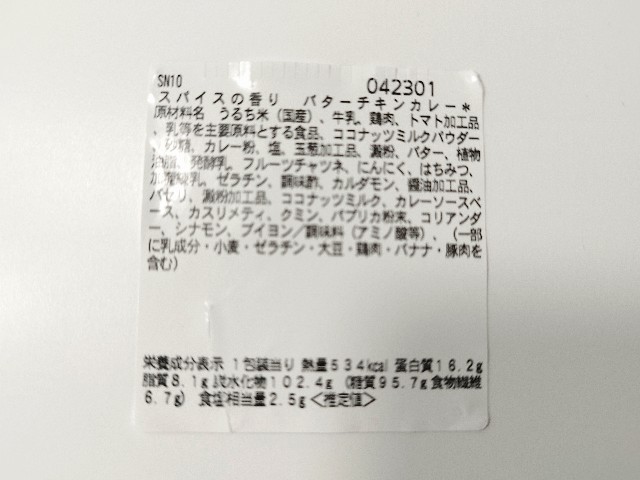 SN10 042301
スパイスの香り バターチキンカレー*
原材料名 うるち米(国産)、牛乳、鶏肉、トマト加工品
、乳等を主要原料とする食品、ココナッツミルクパウダー
、砂糖、カレー粉、塩、玉葱加工品、澱粉、バター、植物
油脂、発酵乳、フルーツチャツネ、にんにく、はちみつ、
加糖練乳、ゼラチン、調味酢、カルダモン、醤油加工品、
パセリ、澱粉加工品、ココナッツミルク、カレーソースベ
ース、カスリメティ、クミン、パプリカ粉末、コリアンダ
ー、シナモン、ブイヨン/調味料(アミノ酸等)、(一部
に乳成分・小麦・ゼラチン・大豆・鶏肉・バナナ・豚肉を
含む)
栄養成分表示 1包装当り 熱量534kcal 蛋白質16.2g
脂質8.1g 炭水化物102.4g (糖質95.7g 食物繊維
6.7g) 食塩相当量2.5g<推定値>